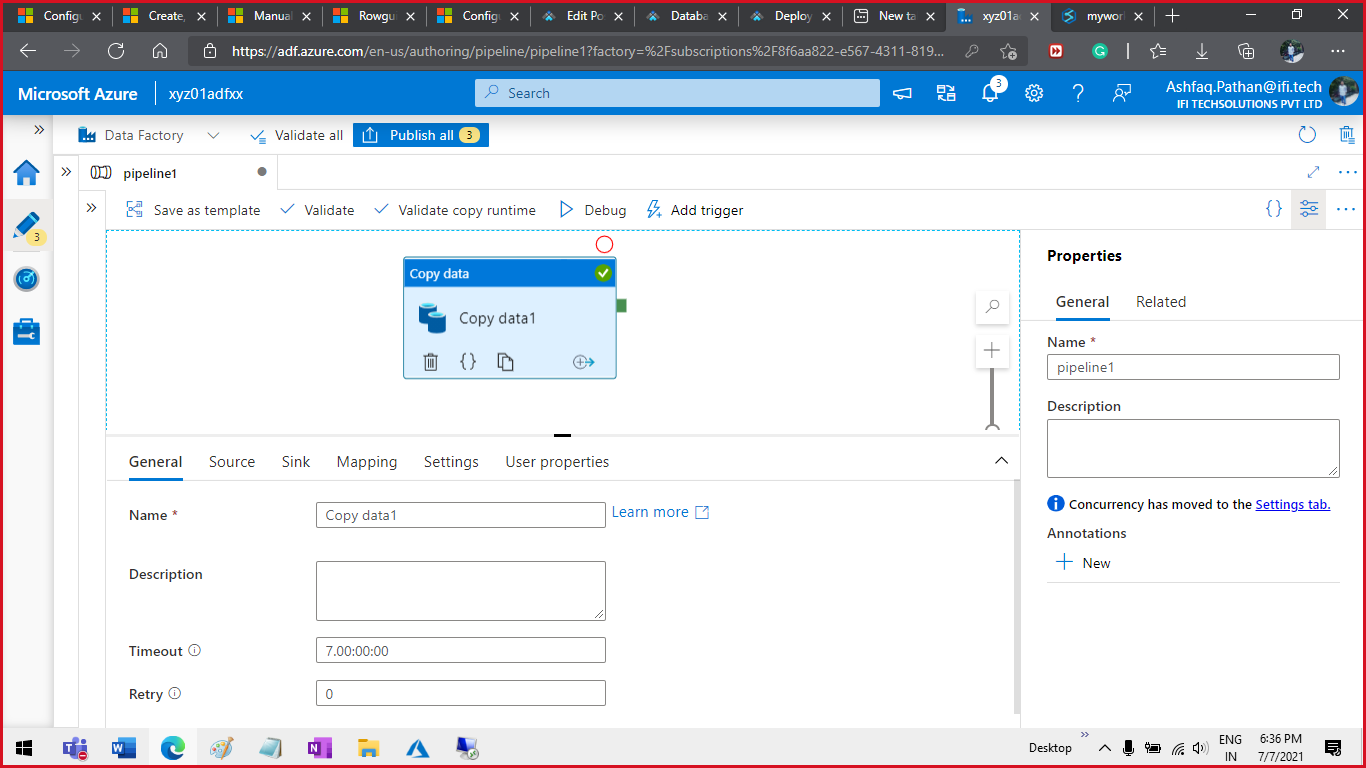 Configu
Create,
Manual
Rowgu
Configu
Edit Po
Databa
Deploy
New ta
xyz01ad
mywork
https://adf.azure.com/en-us/authoring/pipeline/pipeline1?factory=%2Fsubscriptions%2F8f6aa822-e567-4311-819...
Microsoft Azure
xyz01adfxx
Search
3
Ashfaq.Pathan@ifi.tech
IFI TECHSOLUTIONS PVT LTD
Data Factory
Validate all
Publish all 3
pipeline1
Save as template
Validate
Validate copy runtime
Debug
Add trigger
3
Copy data
Copy data1
Properties
General
Related
Name *
pipeline1
Description
Concurrency has moved to the Settings tab.
Annotations
New
General
Source
Sink
Mapping
Settings
User properties
Name *
Copy data1
Learn more
Description
Timeout
7.00:00:00
Retry
0
Desktop
ENG
IN
6:36 PM
7/7/2021